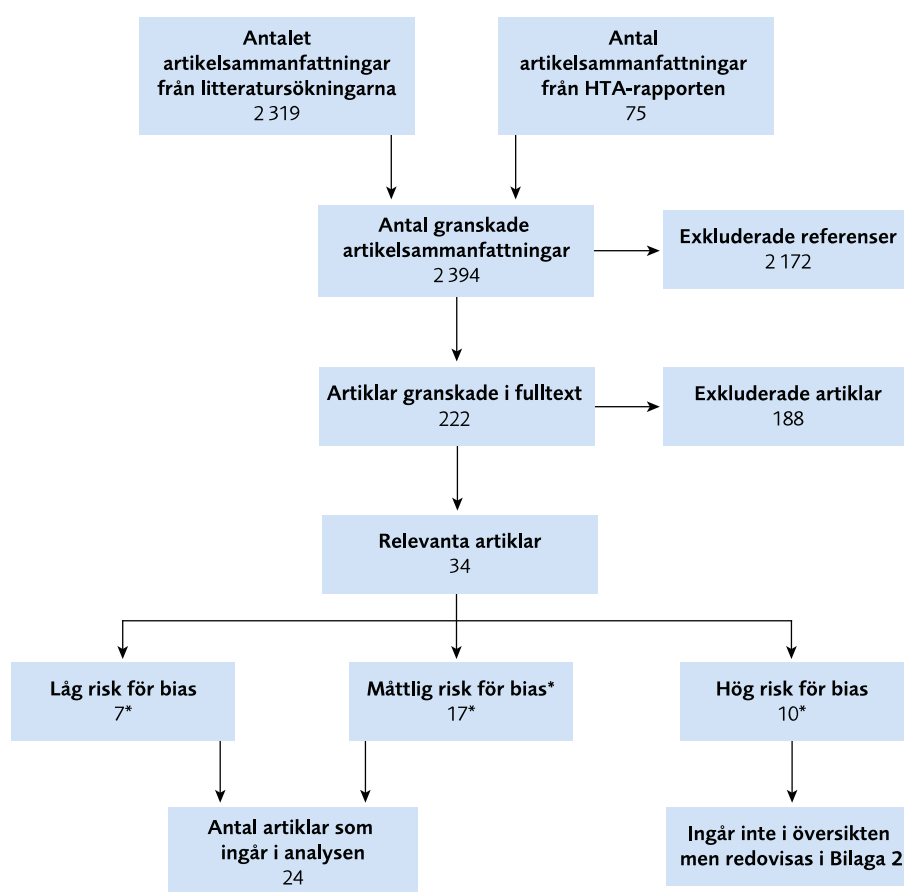 Antalet
artikelsammanfattningar
från litteratursökningarna
2 319
Antal
artikelsammanfattningar
från HTA-rapporten
75
Antal granskade
artikelsammanfattningar
2 394
Exkluderade referenser
2 172
Artiklar granskade i fulltext
222
Exkluderade artiklar
188
Relevanta artiklar
34
Låg risk för bias
7*
Måttlig risk för bias*
17*
Hög risk för bias
10*
Antal artiklar som
ingår i analysen
24
Ingår inte i översikten
men redovisas i Bilaga 2